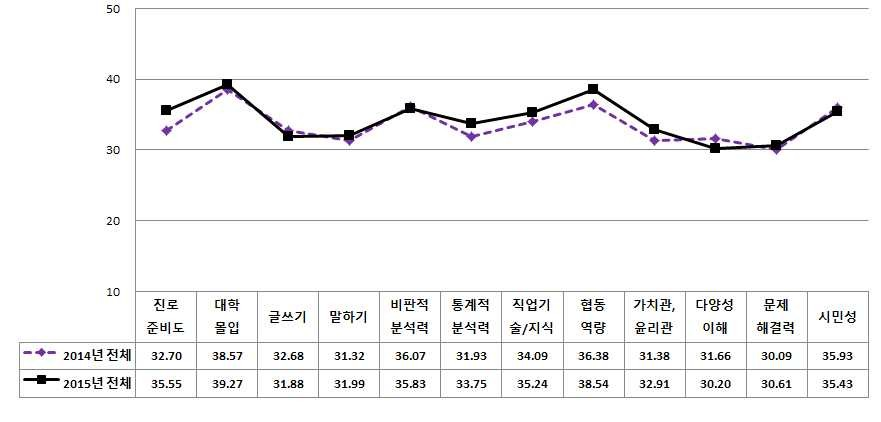 50
40
30
20
10
진로 준비도 대학 몰입 글쓰기 말하기 비판적 분석력 통계적 분석력 직업기 술/지식 협동 역량 가치관, 윤리관 다양성 이해 문제 해결력 시민성
2014년 전체 32.70 38.57 32.68 31.32 36.07 31.93 34.09 36.38 31.38 31.66 30.09 35.93
2015년 전체 35.55 39.27 31.88 31.99 35.83 33.75 35.24 38.54 32.91 30.20 30.61 35.43